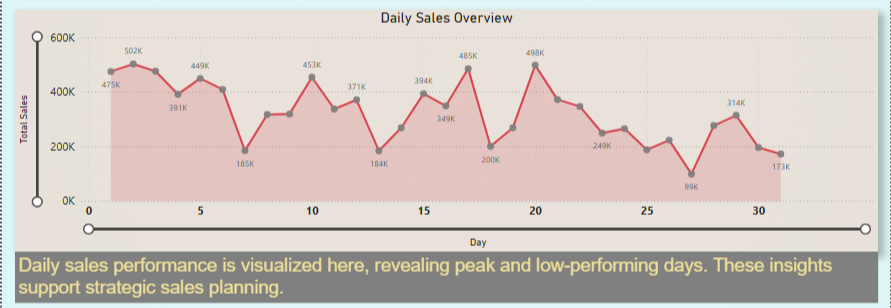 Daily Sales Overview
600K
502K
485K
498K
449K
453K
475K
371K
394K
400K
391K
349K
314K
Total Sales
249K
200K
185K
184K
200K
173K
99K
0K
0
5
10
15
20
25
30
Day
Daily sales performance is visualized here, revealing peak and low-performing days. These insights
support strategic sales planning.